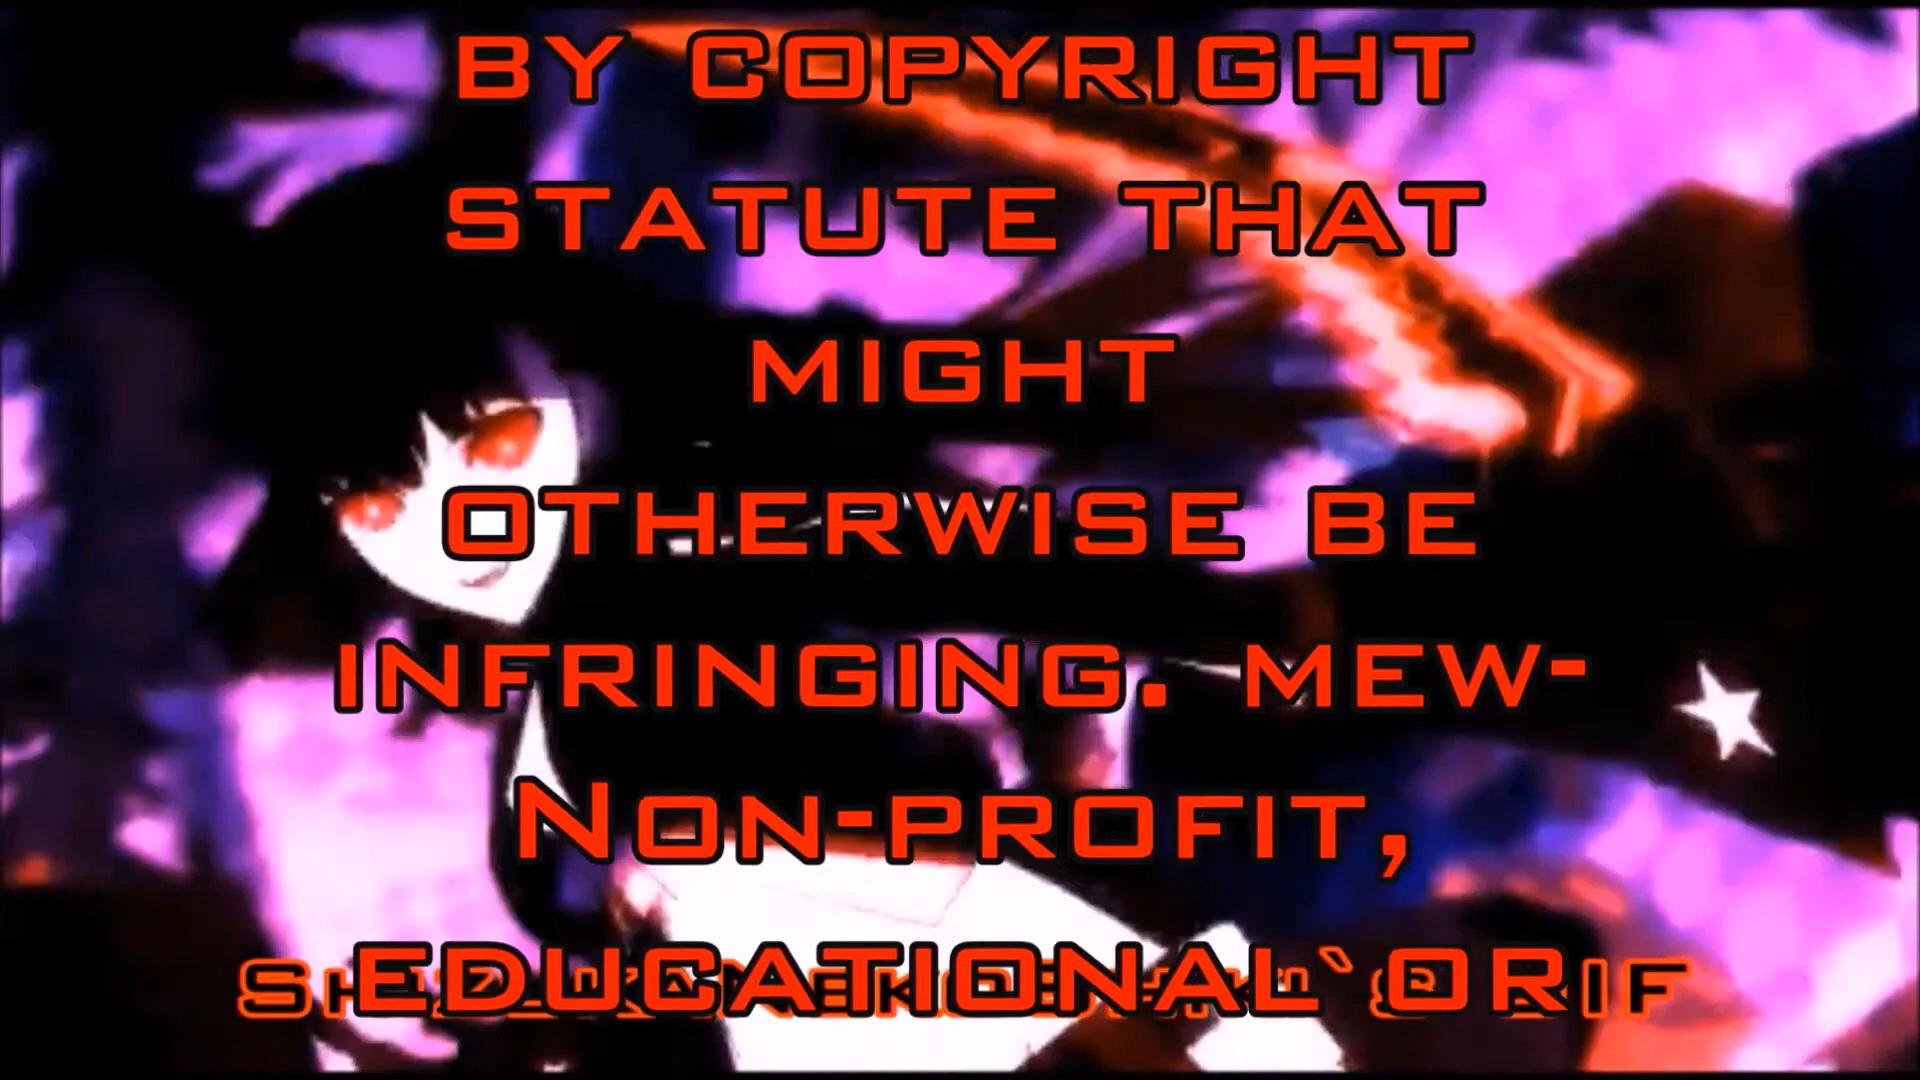 BY COPYRIGHT
STATUTE THAT
MIGHT
OTHERWISE BE
INFRINGING. MEW-
NON-PROFIT,
EDUCATIONAL OR